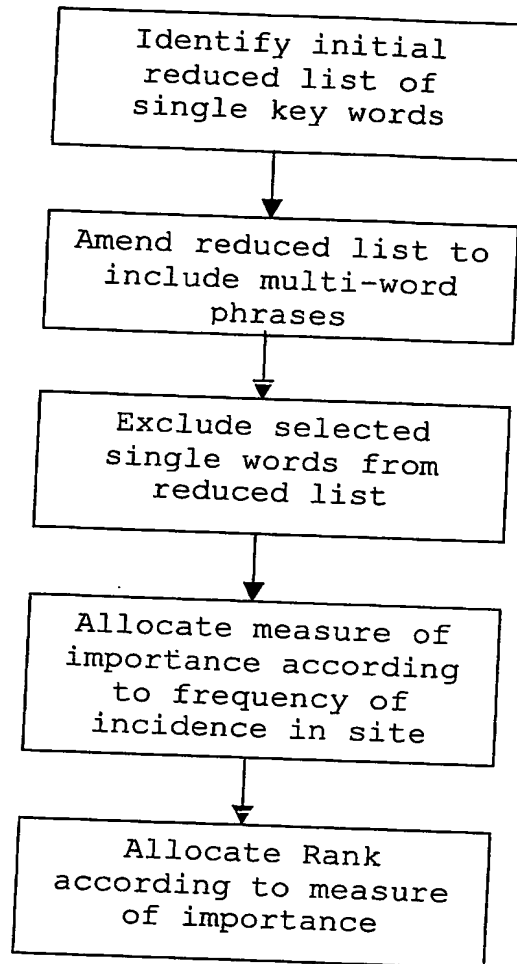 Identify initial
reduced list of
single key words
Amend reduced list to
include multi-word
phrases
Exclude selected
single words from
reduced list
Allocate measure of
importance according
to frequency of
incidence in site
Allocate Rank
according to measure
of importance